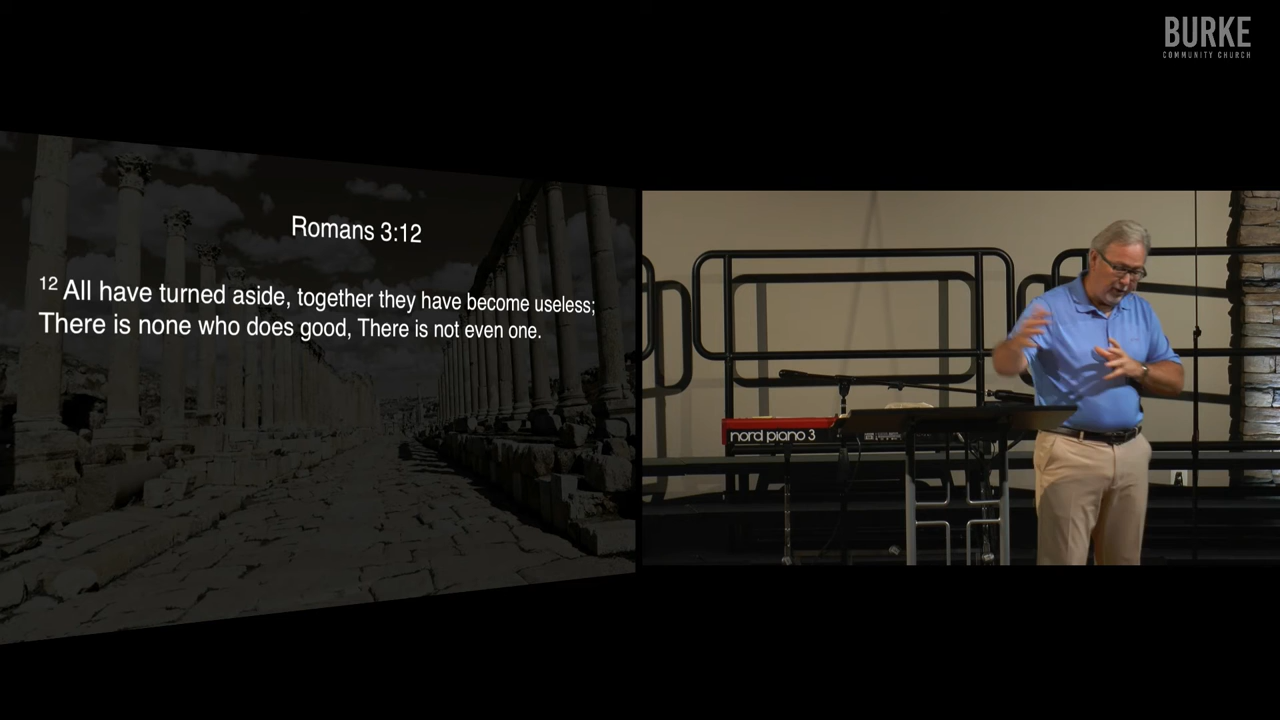 BURKE
COMMUNITY CHURCH
Romans 3:12
12 All have turned aside, together they have become useless;
There is none who does good, There is not even one.
nord piano 3